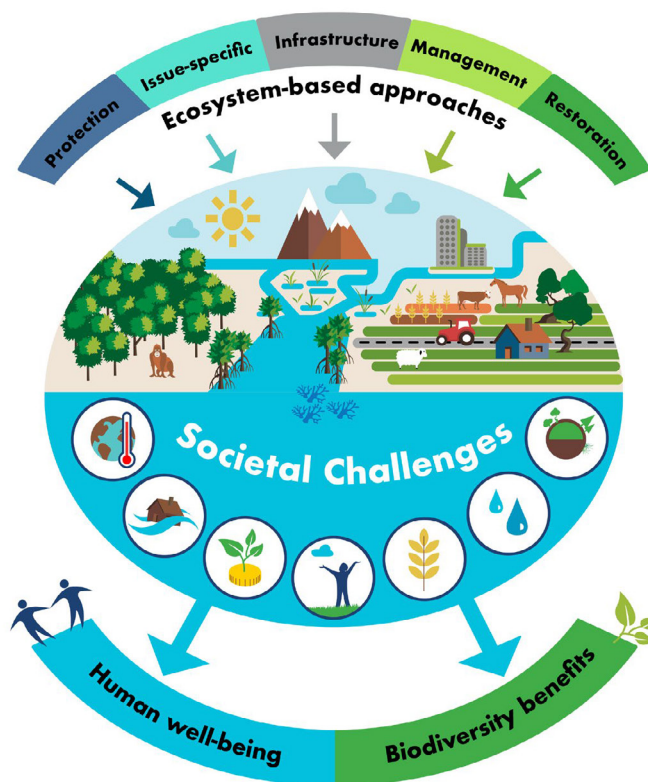 Protection
Issue-specific
Infrastructure
Management
Restoration
Ecosystem-based approaches
Societal Challenges
Human well-being
Biodiversity benefits